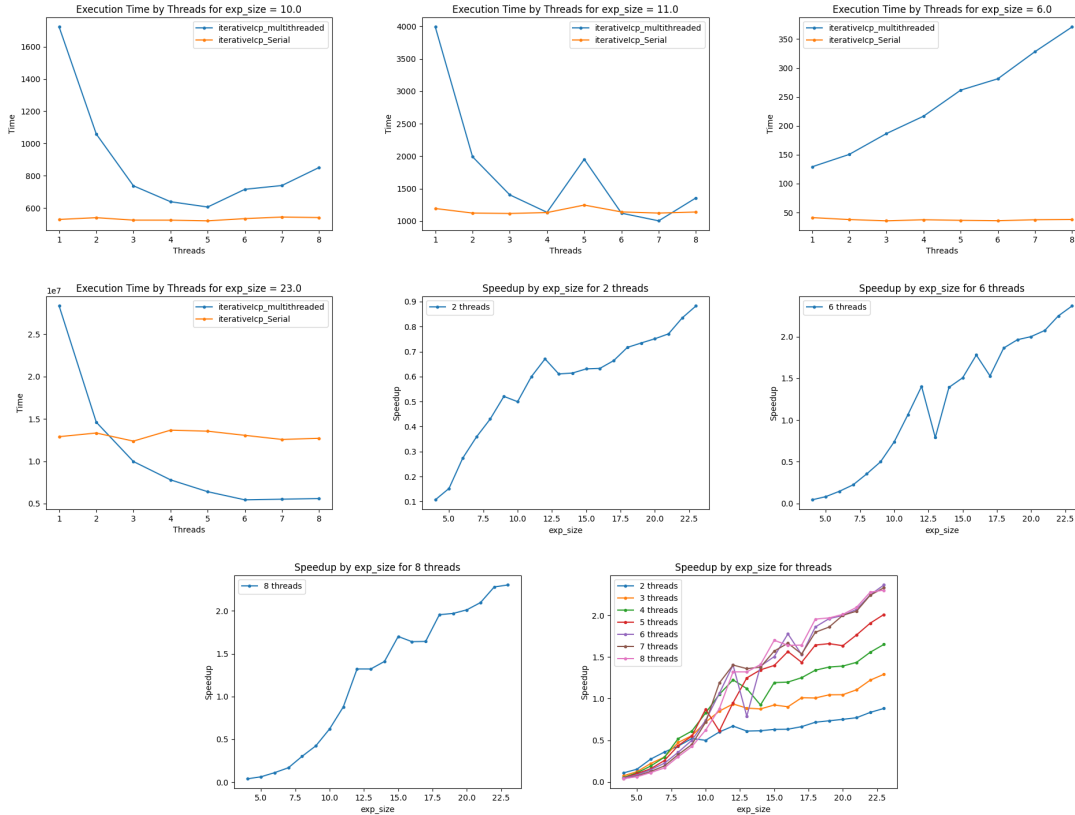 Execution Time by Threads for exp_size = 10.0
iterativeIcp_multithreaded
iterativeIcp_Serial
1600
1400
1200
1000
800
600
Time
1 2 3 4 5 6 7 8
Threads
Execution Time by Threads for exp_size = 11.0
iterativeIcp_multithreaded
iterativeIcp_Serial
4000
3500
3000
2500
2000
1500
1000
Time
1 2 3 4 5 6 7 8
Threads
Execution Time by Threads for exp_size = 6.0
iterativeIcp_multithreaded
iterativeIcp_Serial
350
300
250
200
150
100
50
Time
1 2 3 4 5 6 7 8
Threads
Execution Time by Threads for exp_size = 23.0
1e7
iterativeIcp_multithreaded
iterativeIcp_Serial
2.5
2.0
1.5
1.0
0.5
Time
1 2 3 4 5 6 7 8
Threads
Speedup by exp_size for 2 threads
2 threads
0.9
0.8
0.7
0.6
0.5
0.4
0.3
0.2
0.1
Speedup
5.0 7.5 10.0 12.5 15.0 17.5 20.0 22.5
exp_size
Speedup by exp_size for 6 threads
6 threads
2.0
1.5
1.0
0.5
0.0
Speedup
5.0 7.5 10.0 12.5 15.0 17.5 20.0 22.5
exp_size
Speedup by exp_size for 8 threads
8 threads
2.0
1.5
1.0
0.5
0.0
Speedup
5.0 7.5 10.0 12.5 15.0 17.5 20.0 22.5
exp_size
Speedup by exp_size for threads
2 threads
3 threads
4 threads
5 threads
6 threads
7 threads
8 threads
2.0
1.5
1.0
0.5
0.0
Speedup
5.0 7.5 10.0 12.5 15.0 17.5 20.0 22.5
exp_size